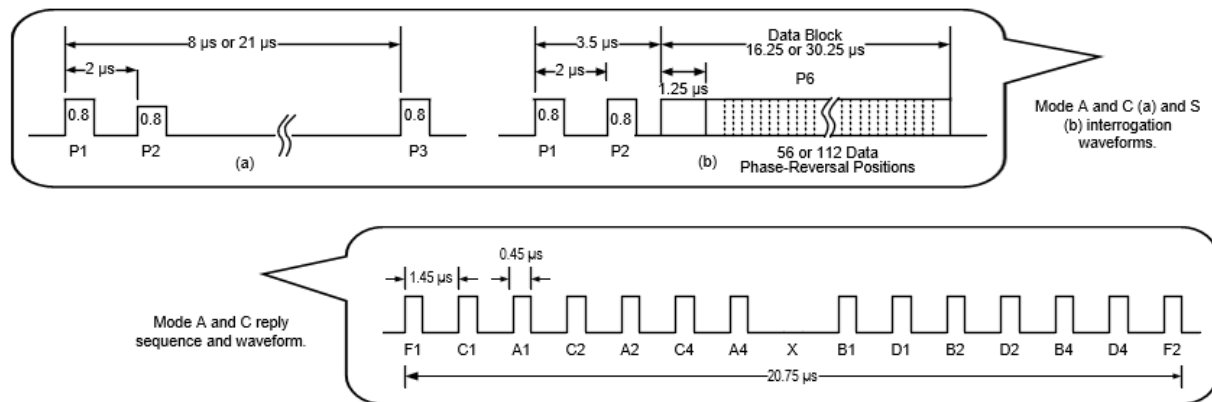 8 µs or 21 µs
2 µs
0.8
0.8
0.8
P1
P2
P3
(a)
3.5 µs
Data Block
16.25 or 30.25 µs
2 µs
1.25 µs
P6
0.8
0.8
P1
P2
(b)
56 or 112 Data
Phase-Reversal Positions
Mode A and C (a) and S
(b) interrogation
waveforms.
Mode A and C reply
sequence and waveform.
1.45 µs
0.45 µs
F1 C1 A1 C2 A2 C4 A4 X B1 D1 B2 D2 B4 D4 F2
20.75 µs